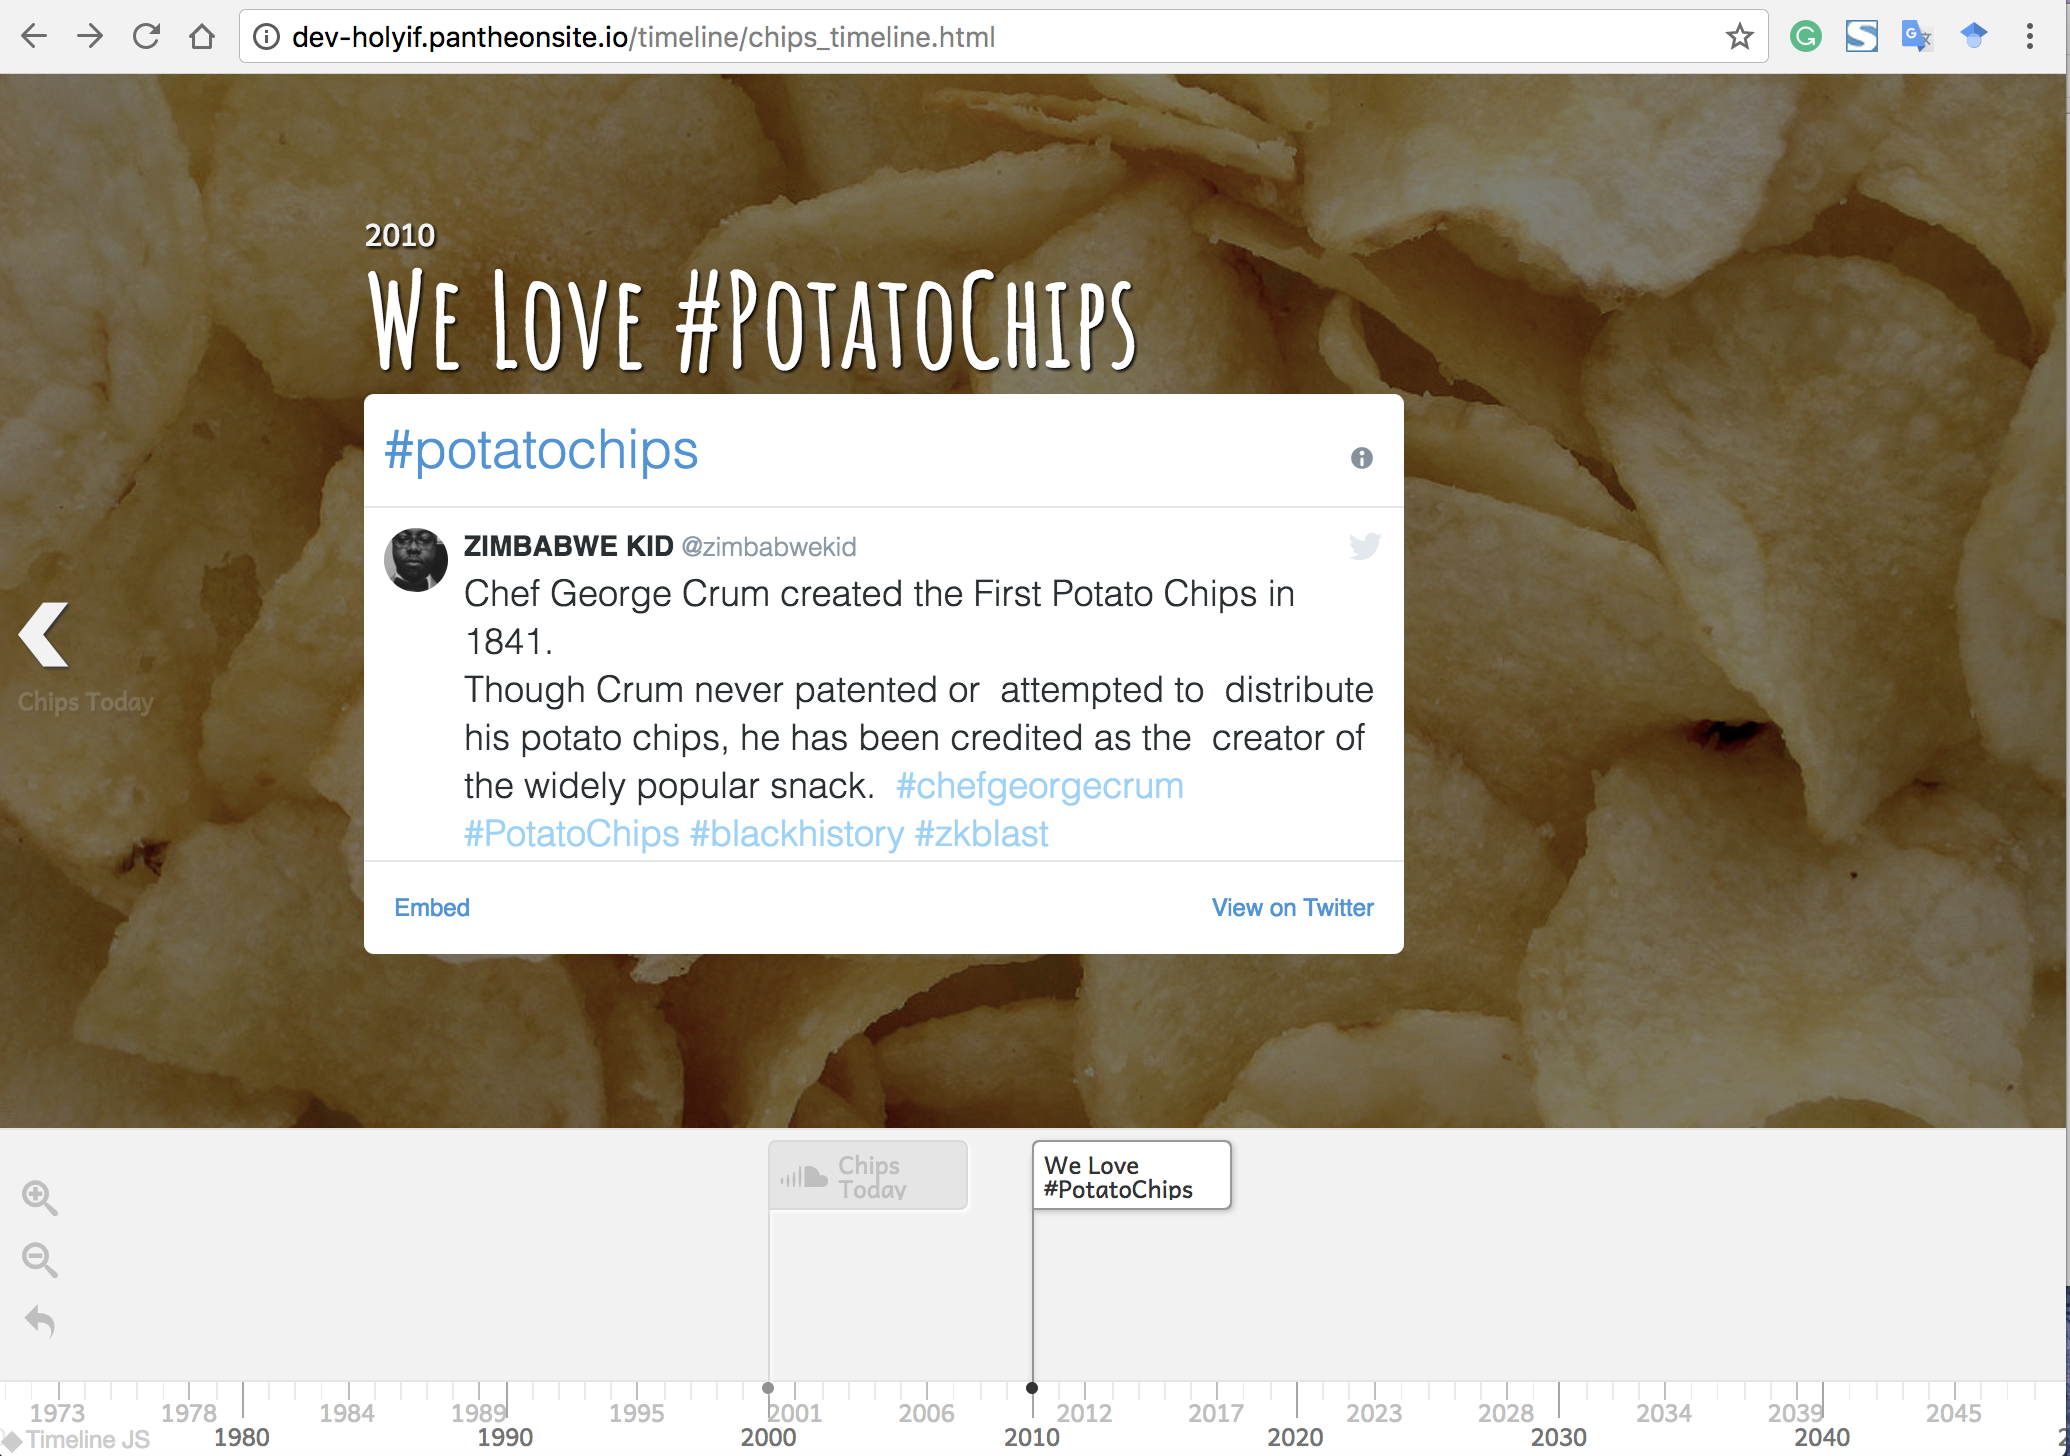 dev-holyif.pantheonsite.io/timeline/chips_timeline.html
2010
We Love #PotatoChips
#potatochips
ZIMBABWE KID @zimbabwekid
Chef George Crum created the First Potato Chips in
1841.
Though Crum never patented or attempted to distribute
his potato chips, he has been credited as the creator of
the widely popular snack. #chefgeorgecrum
#PotatoChips #blackhistory #zkblast
Embed
View on Twitter
Chips Today
Chips
Today
We Love
#PotatoChips
1973 1978 1984 1989 1995 2001 2006 2012 2017 2023 2028 2034 2039 2045
Timeline JS
1980 1990 2000 2010 2020 2030 2040